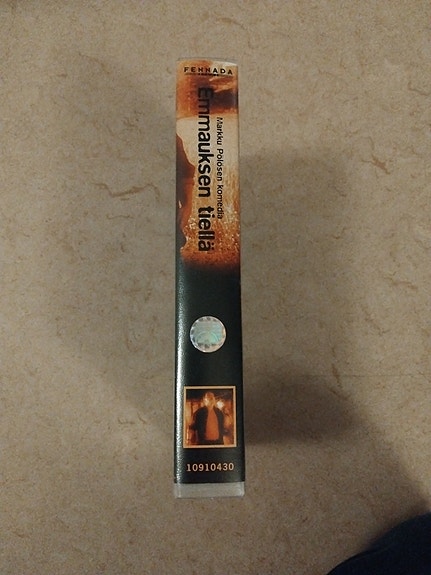 FENNADA
Markku Pölösen komedia
Emmauksen tiellä
10910430